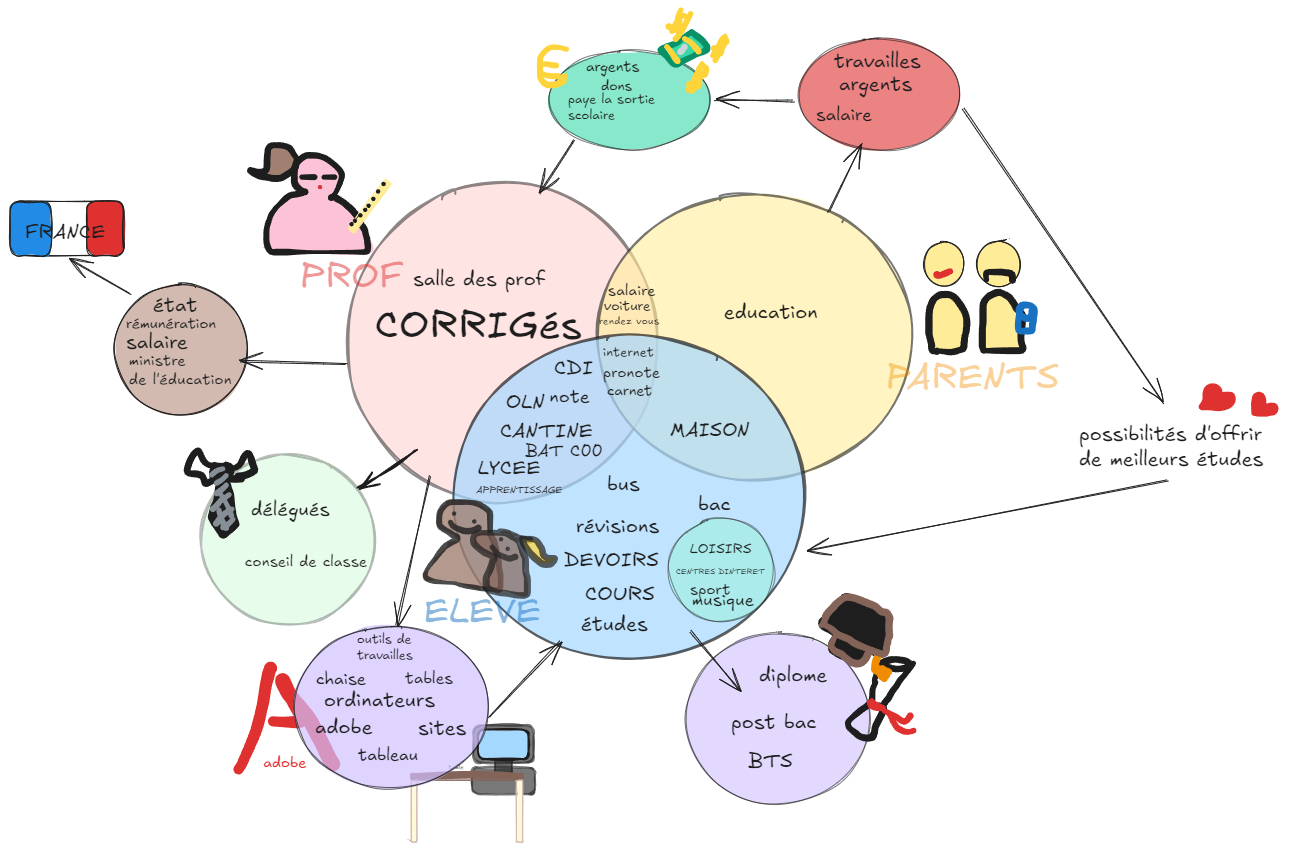 argents
dons
paye la sortie
scolaire
travailles
argents
salaire
FRANCE
PROF
salle des prof
CORRIGés
salaire
voiture
rendez vous
education
PARENTS
état
rémunération
salaire
ministre
de l'éducation
internet
pronote
carnet
CDI
OLN note
CANTINE
BAT COO
LYCEE
APPRENTISSAGE
MAISON
possibilités d'offrir
de meilleurs études
délégués
conseil de classe
bus
bac
révisions
DEVOIRS
COURS
études
LOISIRS
CENTRES DINTERET
sport
musique
ELEVE
outils de
travailles
chaise tables
ordinateurs
adobe sites
tableau
adobe
diplome
post bac
BTS